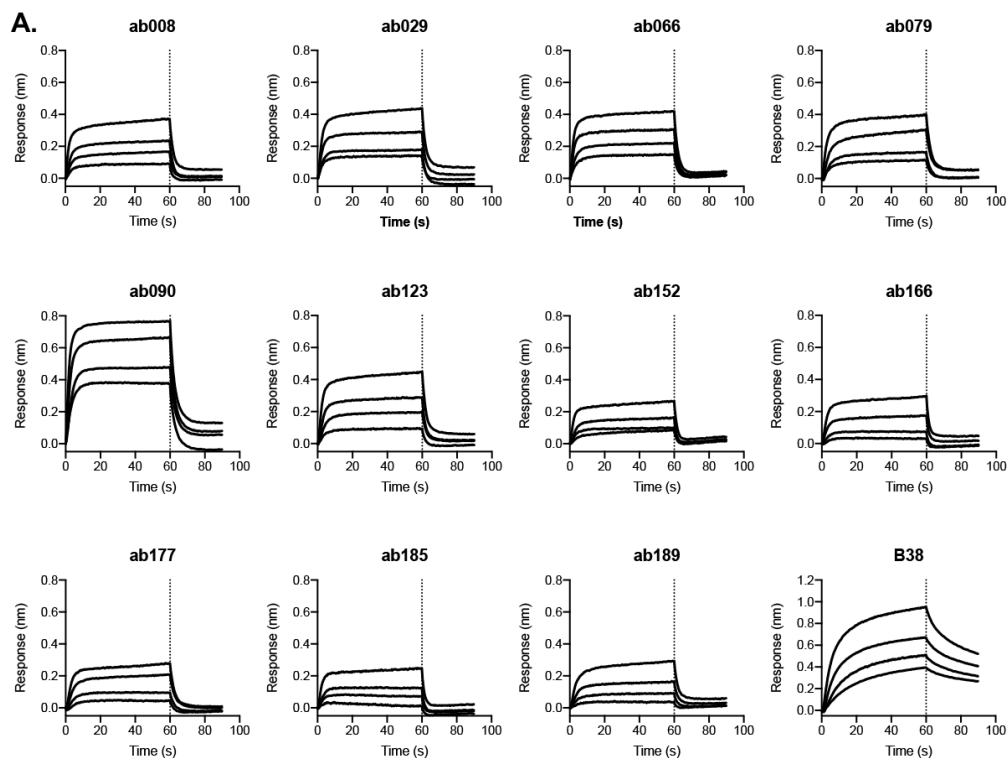 A.
ab008 ab029 ab066 ab079
Response (nm) Response (nm) Response (nm) Response (nm)
0.8 0.8 0.8 0.8
0.6 0.6 0.6 0.6
0.4 0.4 0.4 0.4
0.2 0.2 0.2 0.2
0.0 0.0 0.0 0.0
0 20 40 60 80 100 0 20 40 60 80 100 0 20 40 60 80 100 0 20 40 60 80 100
Time (s) Time (s) Time (s) Time (s)
ab090 ab123 ab152 ab166
Response (nm) Response (nm) Response (nm) Response (nm)
0.8 0.8 0.8 0.8
0.6 0.6 0.6 0.6
0.4 0.4 0.4 0.4
0.2 0.2 0.2 0.2
0.0 0.0 0.0 0.0
0 20 40 60 80 100 0 20 40 60 80 100 0 20 40 60 80 100 0 20 40 60 80 100
Time (s) Time (s) Time (s) Time (s)
ab177 ab185 ab189 B38
Response (nm) Response (nm) Response (nm) Response (nm)
0.8 0.8 0.8 1.2
0.6 0.6 0.6 1.0
0.4 0.4 0.4 0.8
0.2 0.2 0.2 0.6
0.0 0.0 0.0 0.4
0.2
0.0
0 20 40 60 80 100 0 20 40 60 80 100 0 20 40 60 80 100 0 20 40 60 80 100
Time (s) Time (s) Time (s) Time (s)